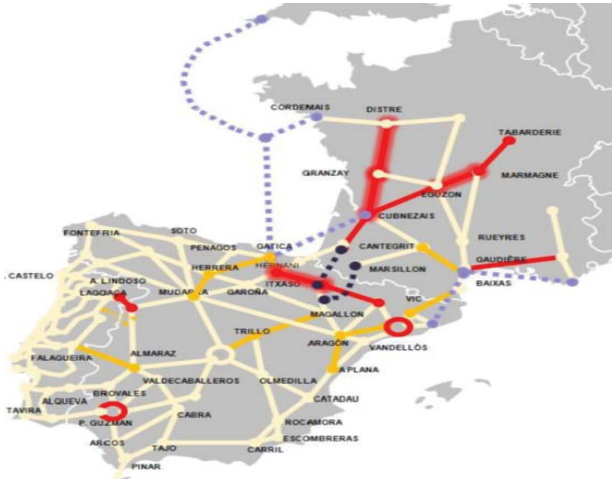 CORDEMAIS
DISTRE
TABARDERIE
GRANZAY
EGUZON
MARMAGNE
CUBNEZAIS
FONTEFRIA
SOTO
PENAGOS
GATICA
CANTEGRIT
RUEYRES
GAUDIÈRE
. CASTELO
A. LINDOSO
HERRERA
HERNANI
MARSILLON
LAGOAÇA
MUDARRA
GAROÑA
ITXASO
BAIXAS
VIC
MAGALLON
TRILLO
ARAGÓN
VANDELLÒS
FALAGUEIRA
ALMARAZ
VALDECABALLEROS
OLMEDILLA
A PLANA
ALQUEVA
BROVALES
CATADAU
TAVIRA
P. GUZMAN
CABRA
ROCAMORA
ARCOS
TAJO
CARRIL
ESCOMBRERAS
PINAR